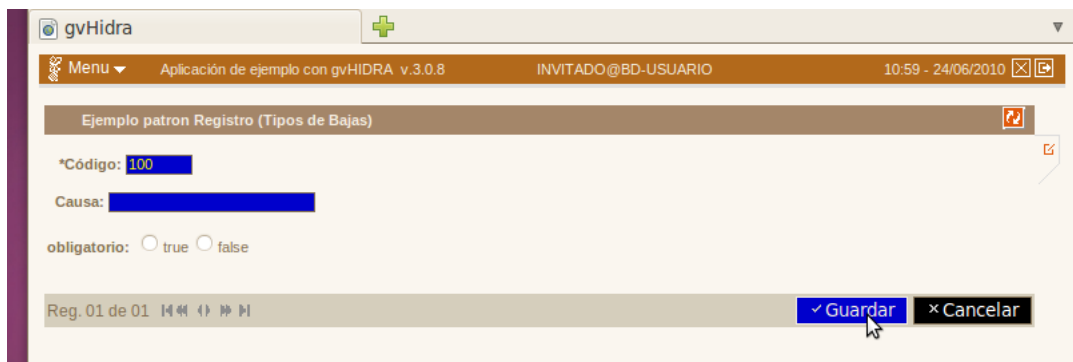 gvHidra
Menu Aplicación de ejemplo con gvHIDRA v.3.0.8 INVITADO@BD-USUARIO 10:59 - 24/06/2010
Ejemplo patron Registro (Tipos de Bajas)
*Código: 100
Causa:
obligatorio: true false
Reg. 01 de 01 Guardar Cancelar